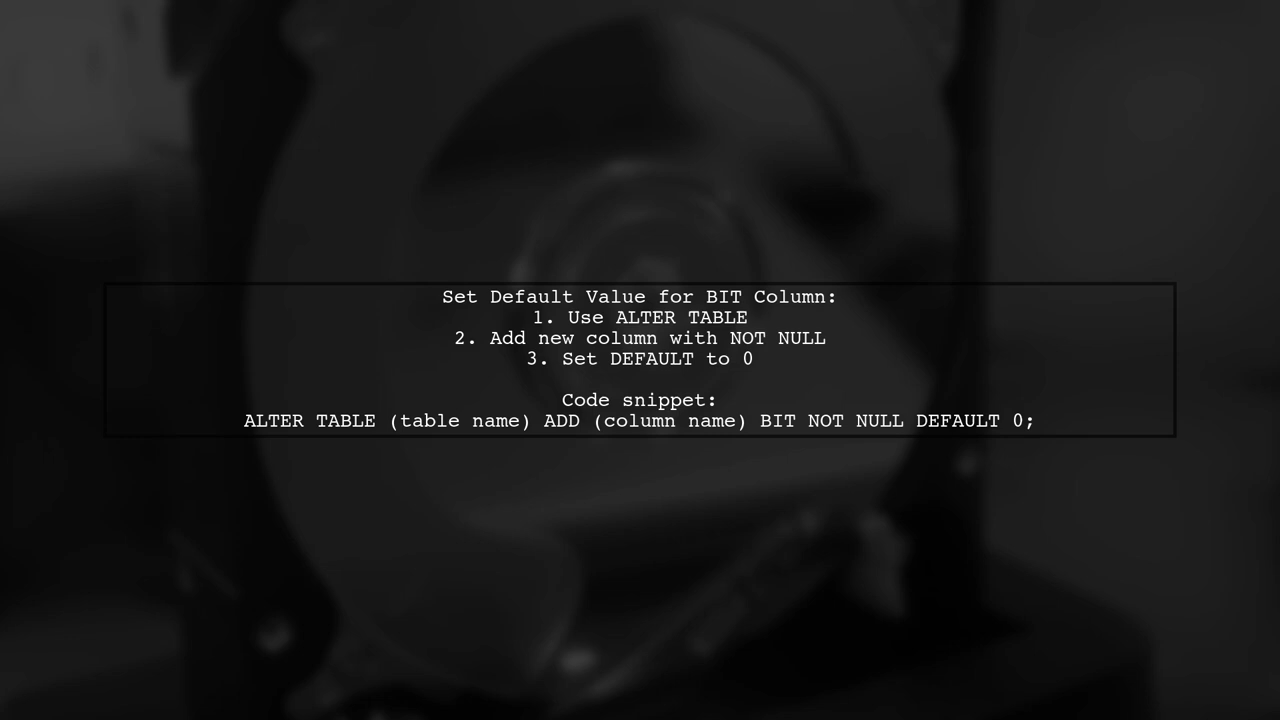 Set Default Value for BIT Column:
1. Use ALTER TABLE
2. Add new column with NOT NULL
3. Set DEFAULT to 0
Code snippet:
ALTER TABLE (table name) ADD (column name) BIT NOT NULL DEFAULT 0;